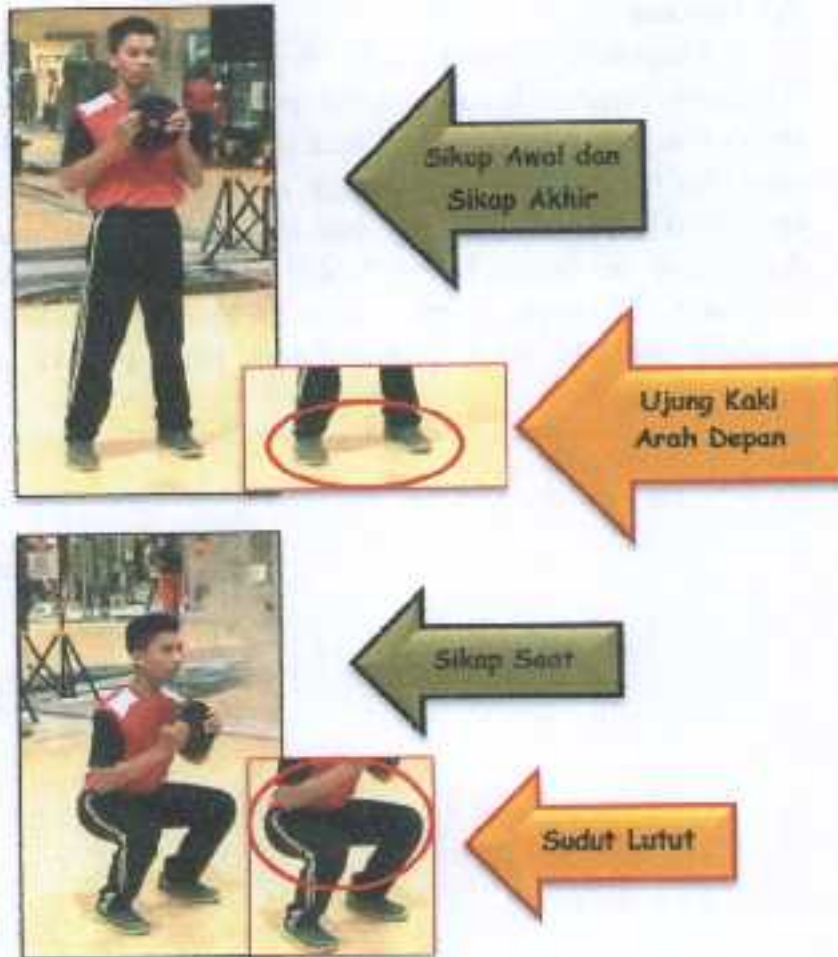 Sikap Awal dan
Sikap Akhir
Ujung Kaki
Arah Depan
Sikap Saat
Sudut Lutut